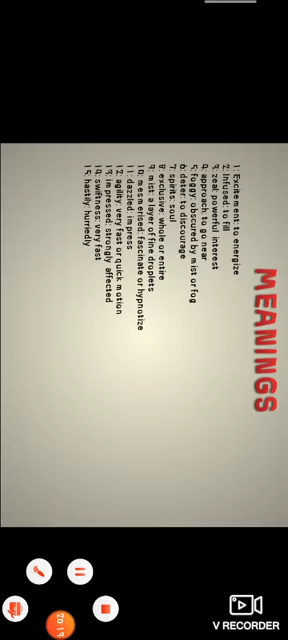 MEANINGS
1: Excitement: to energize
2: Infused: to fill
3: zeal: powerful interest
4: approach: to go near
5: foggy: obscured by mist or fog
6: deter: to discourage
7: spirits: soul
8: exclusive: whole or entire
9: mist: a layer of fine droplets
10: mesmerised: fascinate or hypnotize
11: dazzled: impress
12: agility: very fast or quick motion
13: impressed: strongly affected
14: swiftness: very fast
15: hastily: hurriedly
V RECORDER